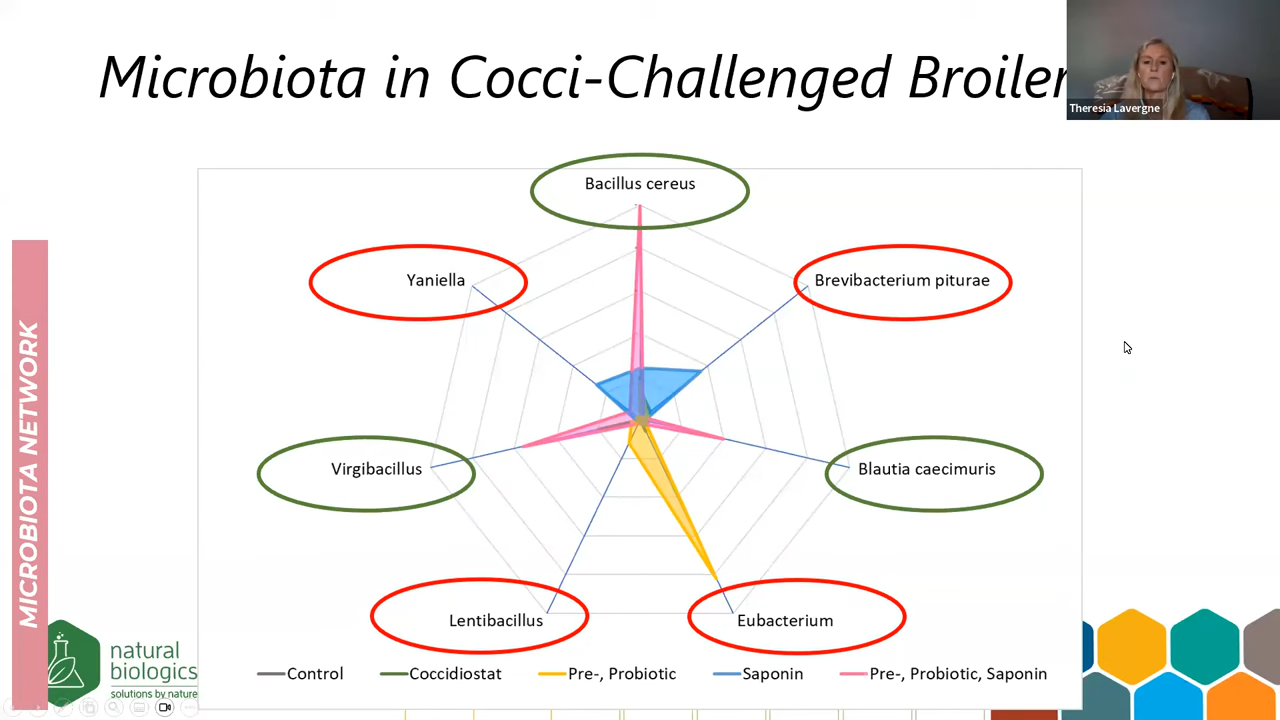 Microbiota in Cocci-Challenged Broiler
Theresia Lavergne
Bacillus cereus
Yaniella
Brevibacterium piturae
Virgibacillus
Blautia caecimuris
Lentibacillus
Eubacterium
Control
Coccidiostat
Pre-, Probiotic
Saponin
Pre-, Probiotic, Saponin
MICROBIOTA NETWORK
natural
biologics
solutions by nature